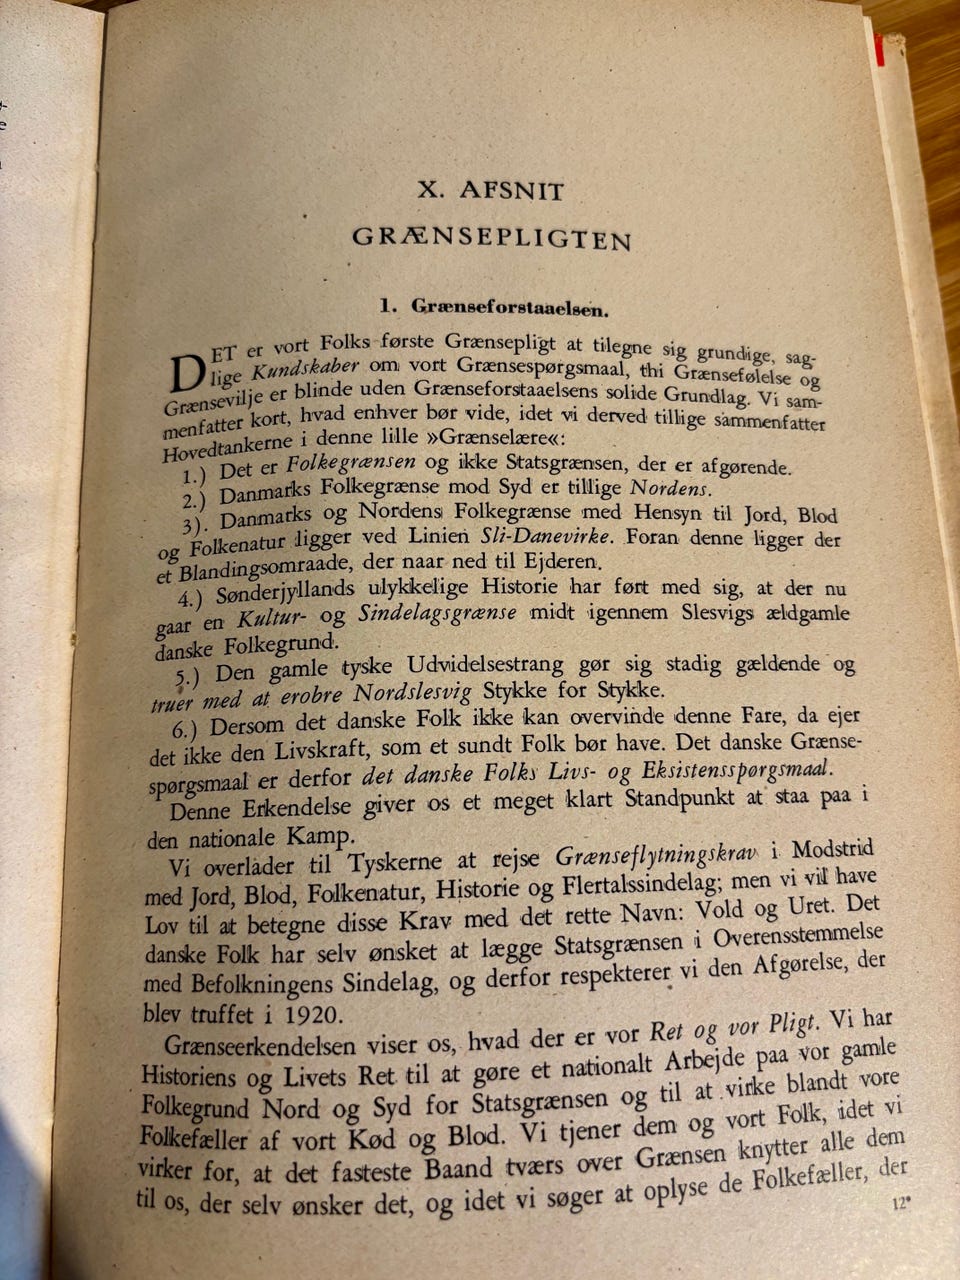 X. AFSNIT
GRÆNSEPLIGTEN
1. Grænseforstaaelsen.
DET er vort Folks første Grænsepligt at tilegne sig grundige, sag-
lige Kundskaber om vort Grænsespørgsmaal, thi Grænsefølelse og
Grænsevilje er blinde uden Grænseforstaaelsens solide Grundlag. Vi sam-
menfatter kort, hvad enhver bør vide, idet vi derved tillige sammenfatter
Hovedtankerne i denne lille »Grænselære«:
1.) Det er Folkegrænsen og ikke Statsgrænsen, der er afgørende.
2.) Danmarks Folkegrænse mod Syd er tillige Nordens.
3). Danmarks og Nordens Folkegrænse med Hensyn til Jord, Blod
og Folkenatur ligger ved Linien Sli-Danevirke. Foran denne ligger der
et Blandingsomraade, der naar ned til Ejderen.
4.) Sønderjyllands ulykkelige Historie har ført med sig, at der nu
gaar en Kultur- og Sindelagsgrænse midt igennem Slesvigs ældgamle
danske Folkegrund.
5.) Den gamle tyske Udvidelsestrang gør sig stadig gældende og
truer med at erobre Nordslesvig Stykke for Stykke.
6.) Dersom det danske Folk ikke kan overvinde denne Fare, da ejer
det ikke den Livskraft, som et sundt Folk bør have. Det danske Grænse-
spørgsmaal er derfor det danske Folks Livs- og Eksistensspørgsmaal.
Denne Erkendelse giver os et meget klart Standpunkt at staa paa i
den nationale Kamp.
Vi overlader til Tyskerne at rejse Grænseflytningskrav i Modstrid
med Jord, Blod, Folkenatur, Historie og Flertalssindelag; men vi vil have
Lov til at betegne disse Krav med det rette Navn: Vold og Uret. Det
danske Folk har selv ønsket at lægge Statsgrænsen i Overensstemmelse
med Befolkningens Sindelag, og derfor respekterer vi den Afgørelse, der
blev truffet i 1920.
Grænseerkendelsen viser os, hvad der er vor Ret og vor Pligt. Vi har
Historiens og Livets Ret til at gøre et nationalt Arbejde paa vor gamle
Folkegrund Nord og Syd for Statsgrænsen og til at virke blandt vore
Folkefæller af vort Kød og Blod. Vi tjener dem og vort Folk, idet vi
virker for, at det fasteste Baand tværs over Grænsen knytter alle dem
til os, der selv ønsker det, og idet vi søger at oplyse de Folkefæller, der
12*